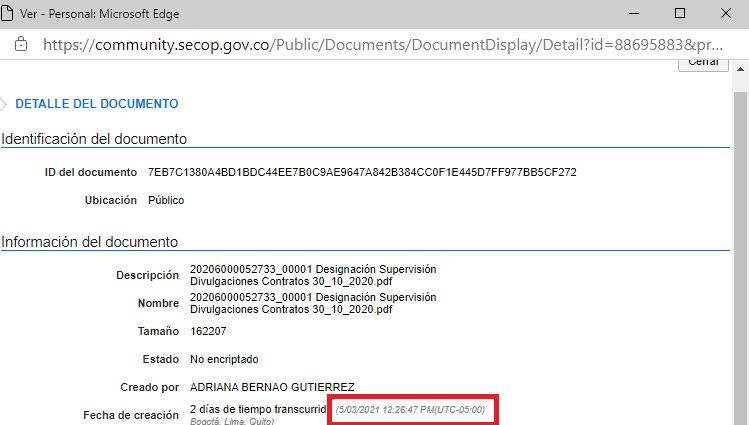 Ver - Personal: Microsoft Edge
https://community.secop.gov.co/Public/Documents/DocumentDisplay/Detail?id=88695883&pr...
Cerrar
DETALLE DEL DOCUMENTO
Identificación del documento
ID del documento 7EB7C1380A4BD1BDC44EE7B0C9AE9647A842B384CC0F1E445D7FF977BB5CF272
Ubicación Público
Información del documento
Descripción 20206000052733_00001 Designación Supervisión
Divulgaciones Contratos 30_10_2020.pdf
Nombre 20206000052733_00001 Designación Supervisión
Divulgaciones Contratos 30_10_2020.pdf
Tamaño 162207
Estado No encriptado
Creado por ADRIANA BERNAO GUTIERREZ
Fecha de creación 2 días de tiempo transcurrid (5/03/2021 12:26:47 PM(UTC-05:00)
Bogotá, Lima, Quito)